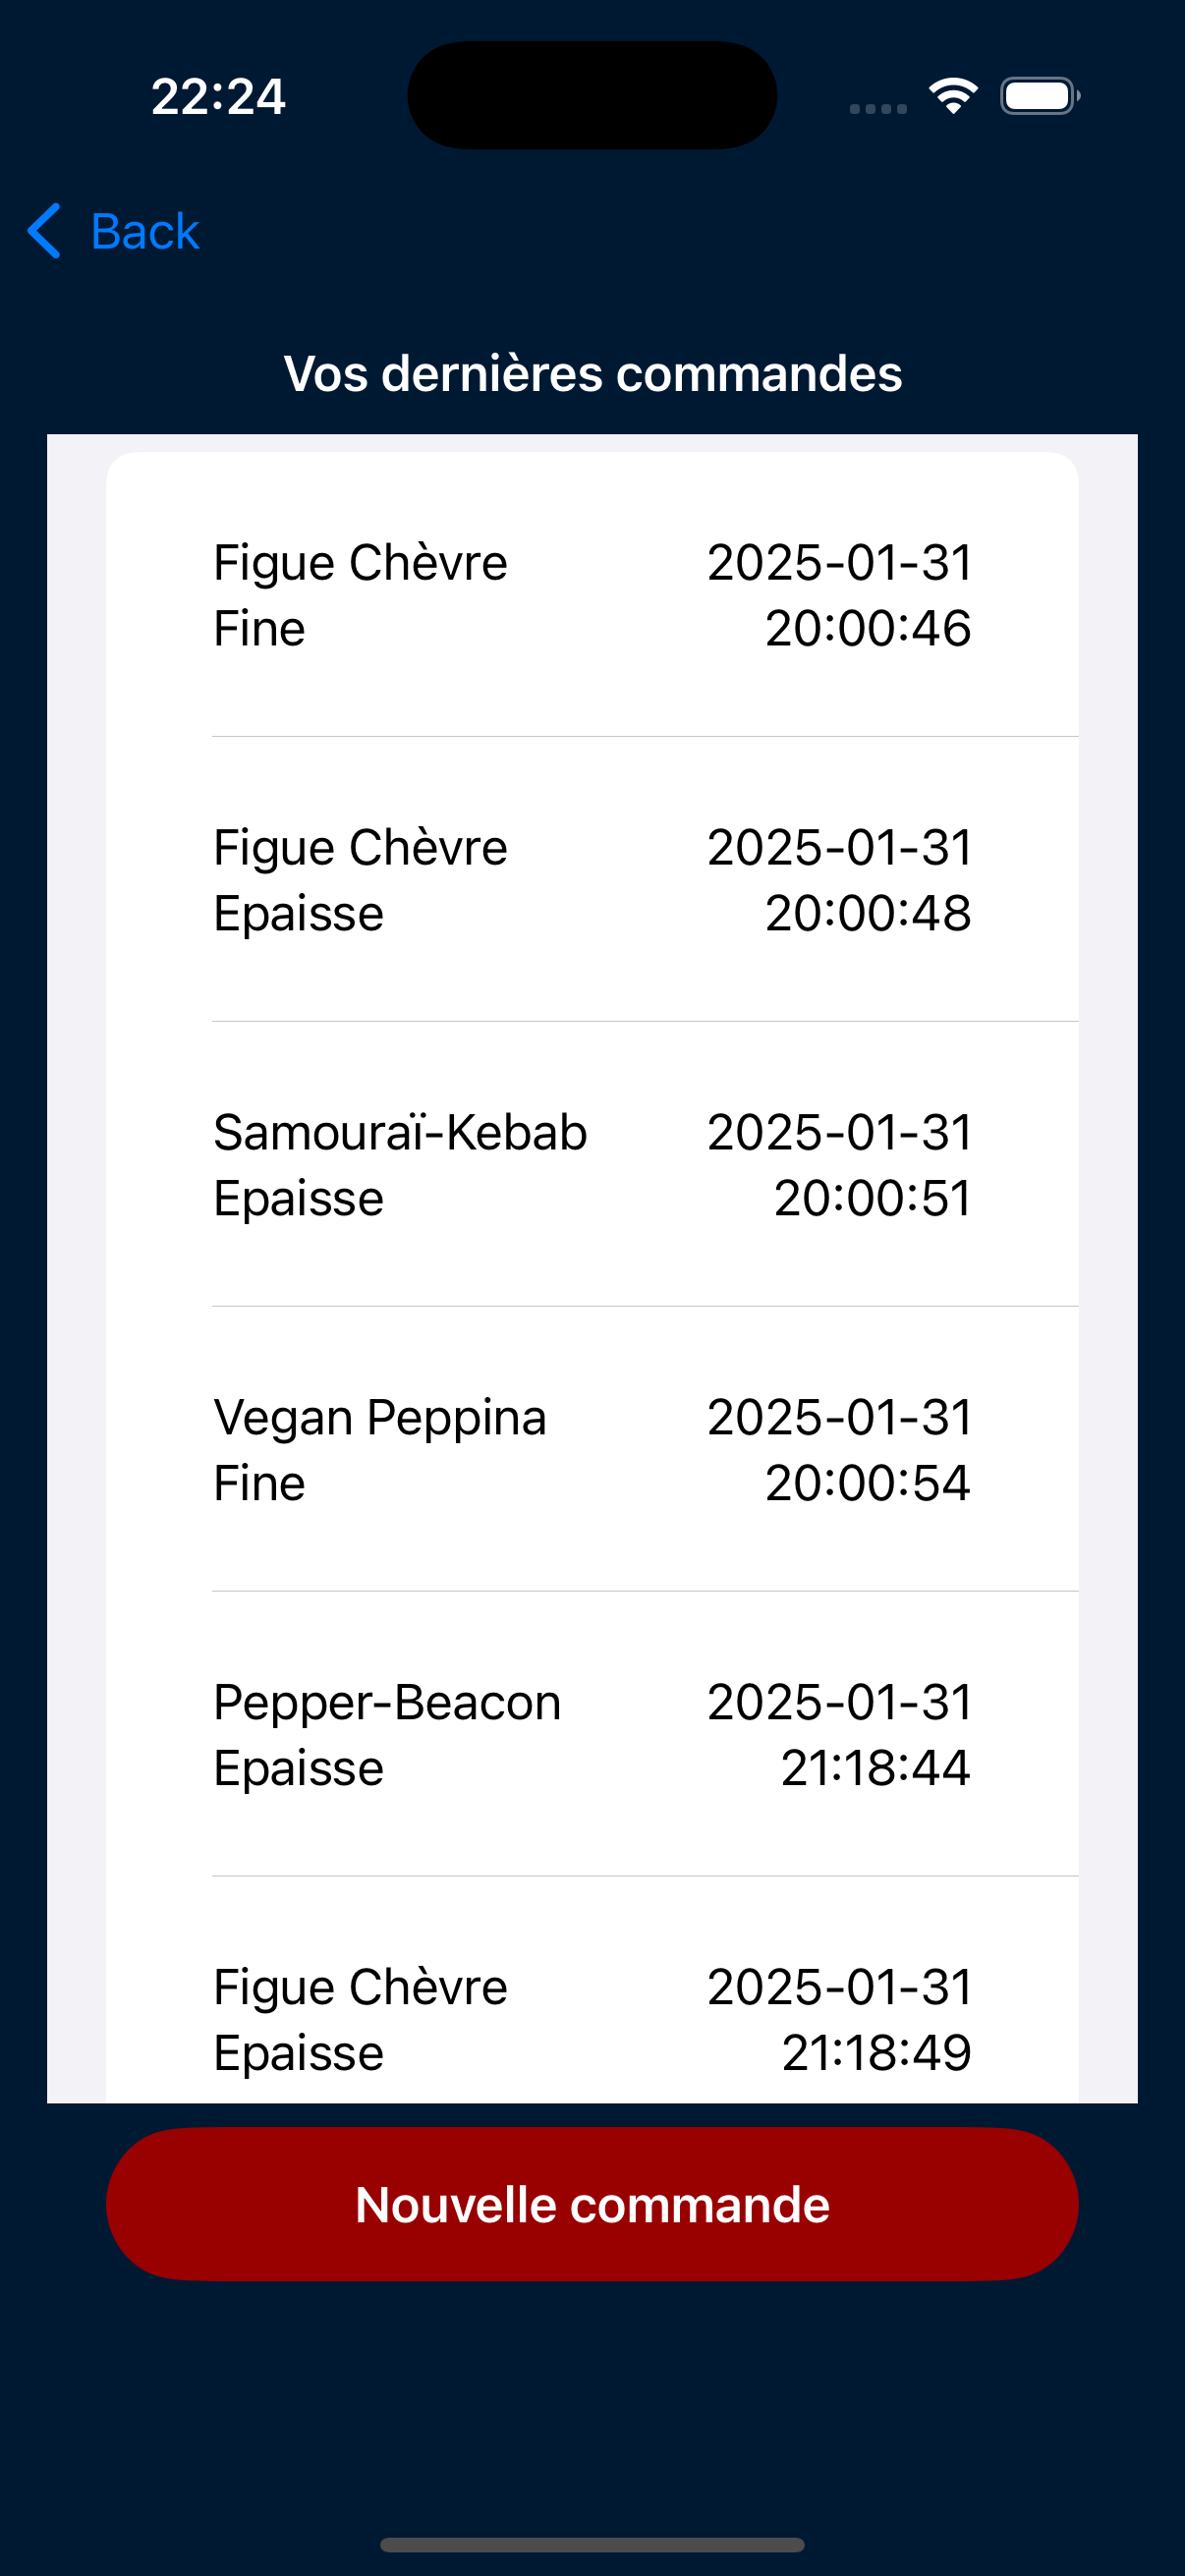 22:24
Back
Vos dernières commandes
Figue Chèvre 2025-01-31
Fine 20:00:46
Figue Chèvre 2025-01-31
Epaisse 20:00:48
Samouraï-Kebab 2025-01-31
Epaisse 20:00:51
Vegan Peppina 2025-01-31
Fine 20:00:54
Pepper-Beacon 2025-01-31
Epaisse 21:18:44
Figue Chèvre 2025-01-31
Epaisse 21:18:49
Nouvelle commande